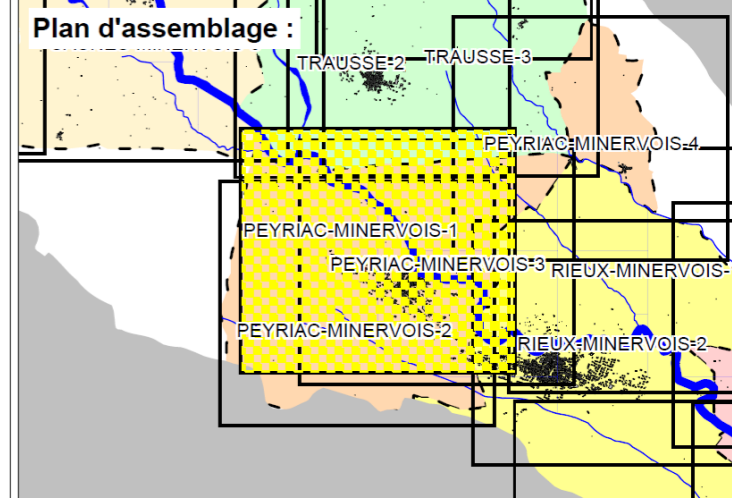 Plan d'assemblage :
TRAUSSE-2
TRAUSSE-3
PEYRIAC-MINERVOIS-4
PEYRIAC-MINERVOIS-1
PEYRIAC-MINERVOIS-3
RIEUX-MINERVOIS-
PEYRIAC-MINERVOIS-2
RIEUX-MINERVOIS-2